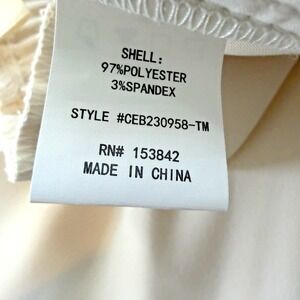 SHELL:
97%POLYESTER
3%SPANDEX
STYLE #CEB230958-TM
RN# 153842
MADE IN CHINA